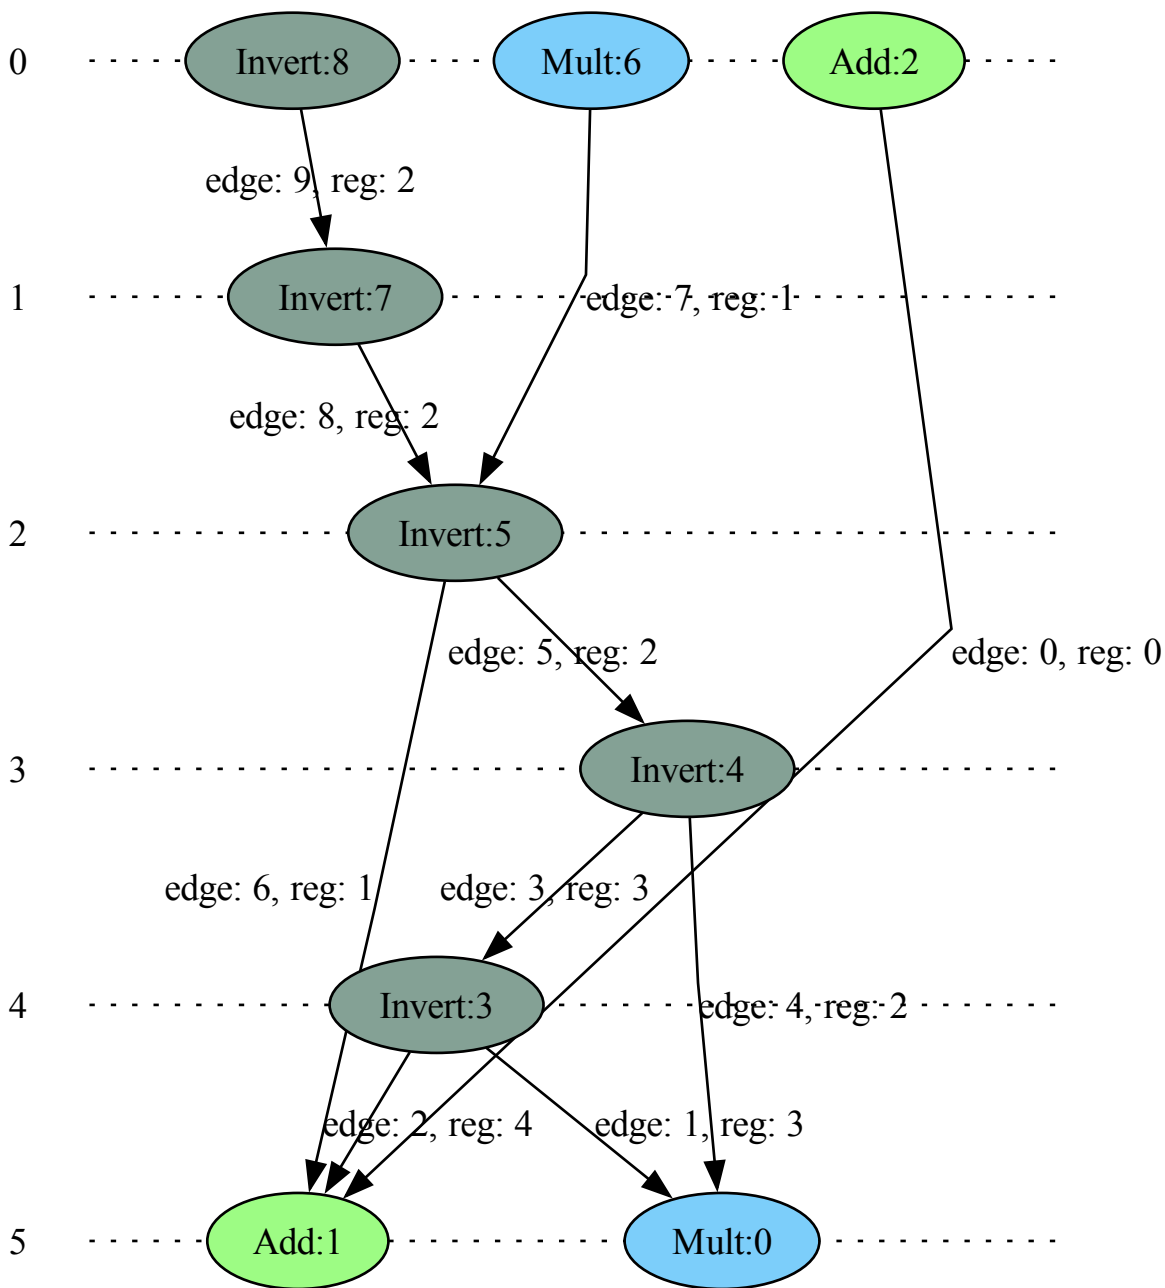 0 Invert:8 Mult:6 Add:2
edge: 9, reg: 2
1 Invert:7 edge: 7, reg: 1
edge: 8, reg: 2
2 Invert:5
edge: 5, reg: 2 edge: 0, reg: 0
3 Invert:4
edge: 6, reg: 1 edge: 3, reg: 3
4 Invert:3 edge: 4, reg: 2
edge: 2, reg: 4 edge: 1, reg: 3
5 Add:1 Mult:0